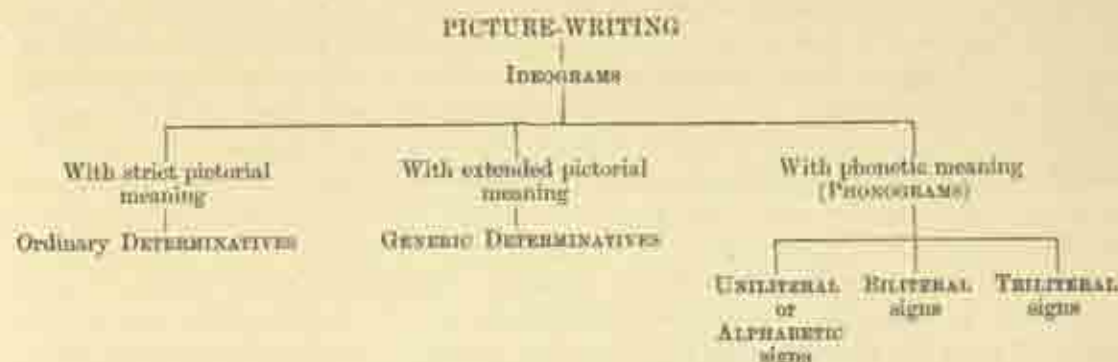 PICTURE-WRITING
IDEOGRAMS
With strict pictorial
meaning
With extended pictorial
meaning
With phonetic meaning
(PHONOGRAMS)
Ordinary DETERMINATIVES
GENERIC DETERMINATIVES
UNILITERAL
or
ALPHABETIC
signs
BILITERAL
signs
TRILITERAL
signs